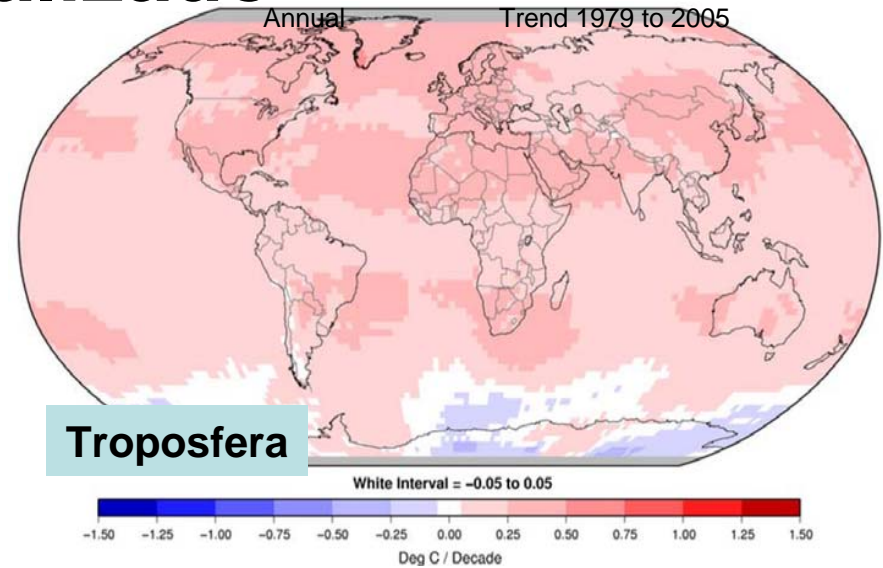 Annual Trend 1979 to 2005
Troposfera
White Interval = −0.05 to 0.05
−1.50 −1.25 −1.00 −0.75 −0.50 −0.25 0.00 0.25 0.50 0.75 1.00 1.25 1.50
Deg C / Decade